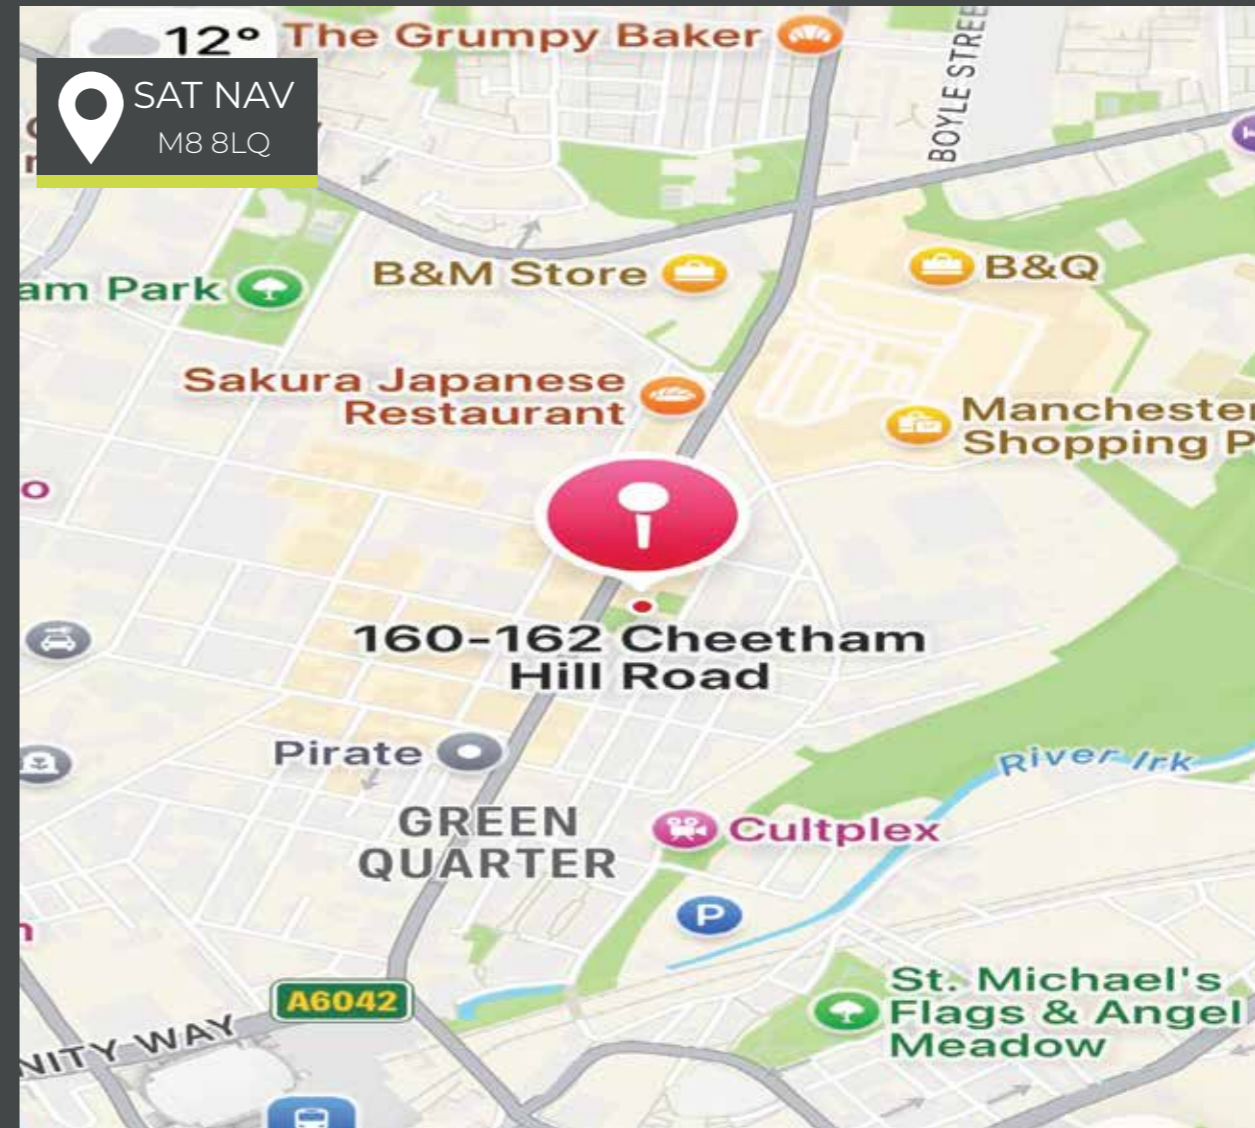 12°
The Grumpy Baker
SAT NAV
M8 8LQ
BOYLE STREE
B&M Store
B&Q
am Park
Sakura Japanese
Restaurant
Manchester
Shopping P
o
160-162 Cheetham
Hill Road
Pirate
River Irk
GREEN
QUARTER
Cultplex
P
A6042
NITY WAY
St. Michael's
Flags & Angel
Meadow